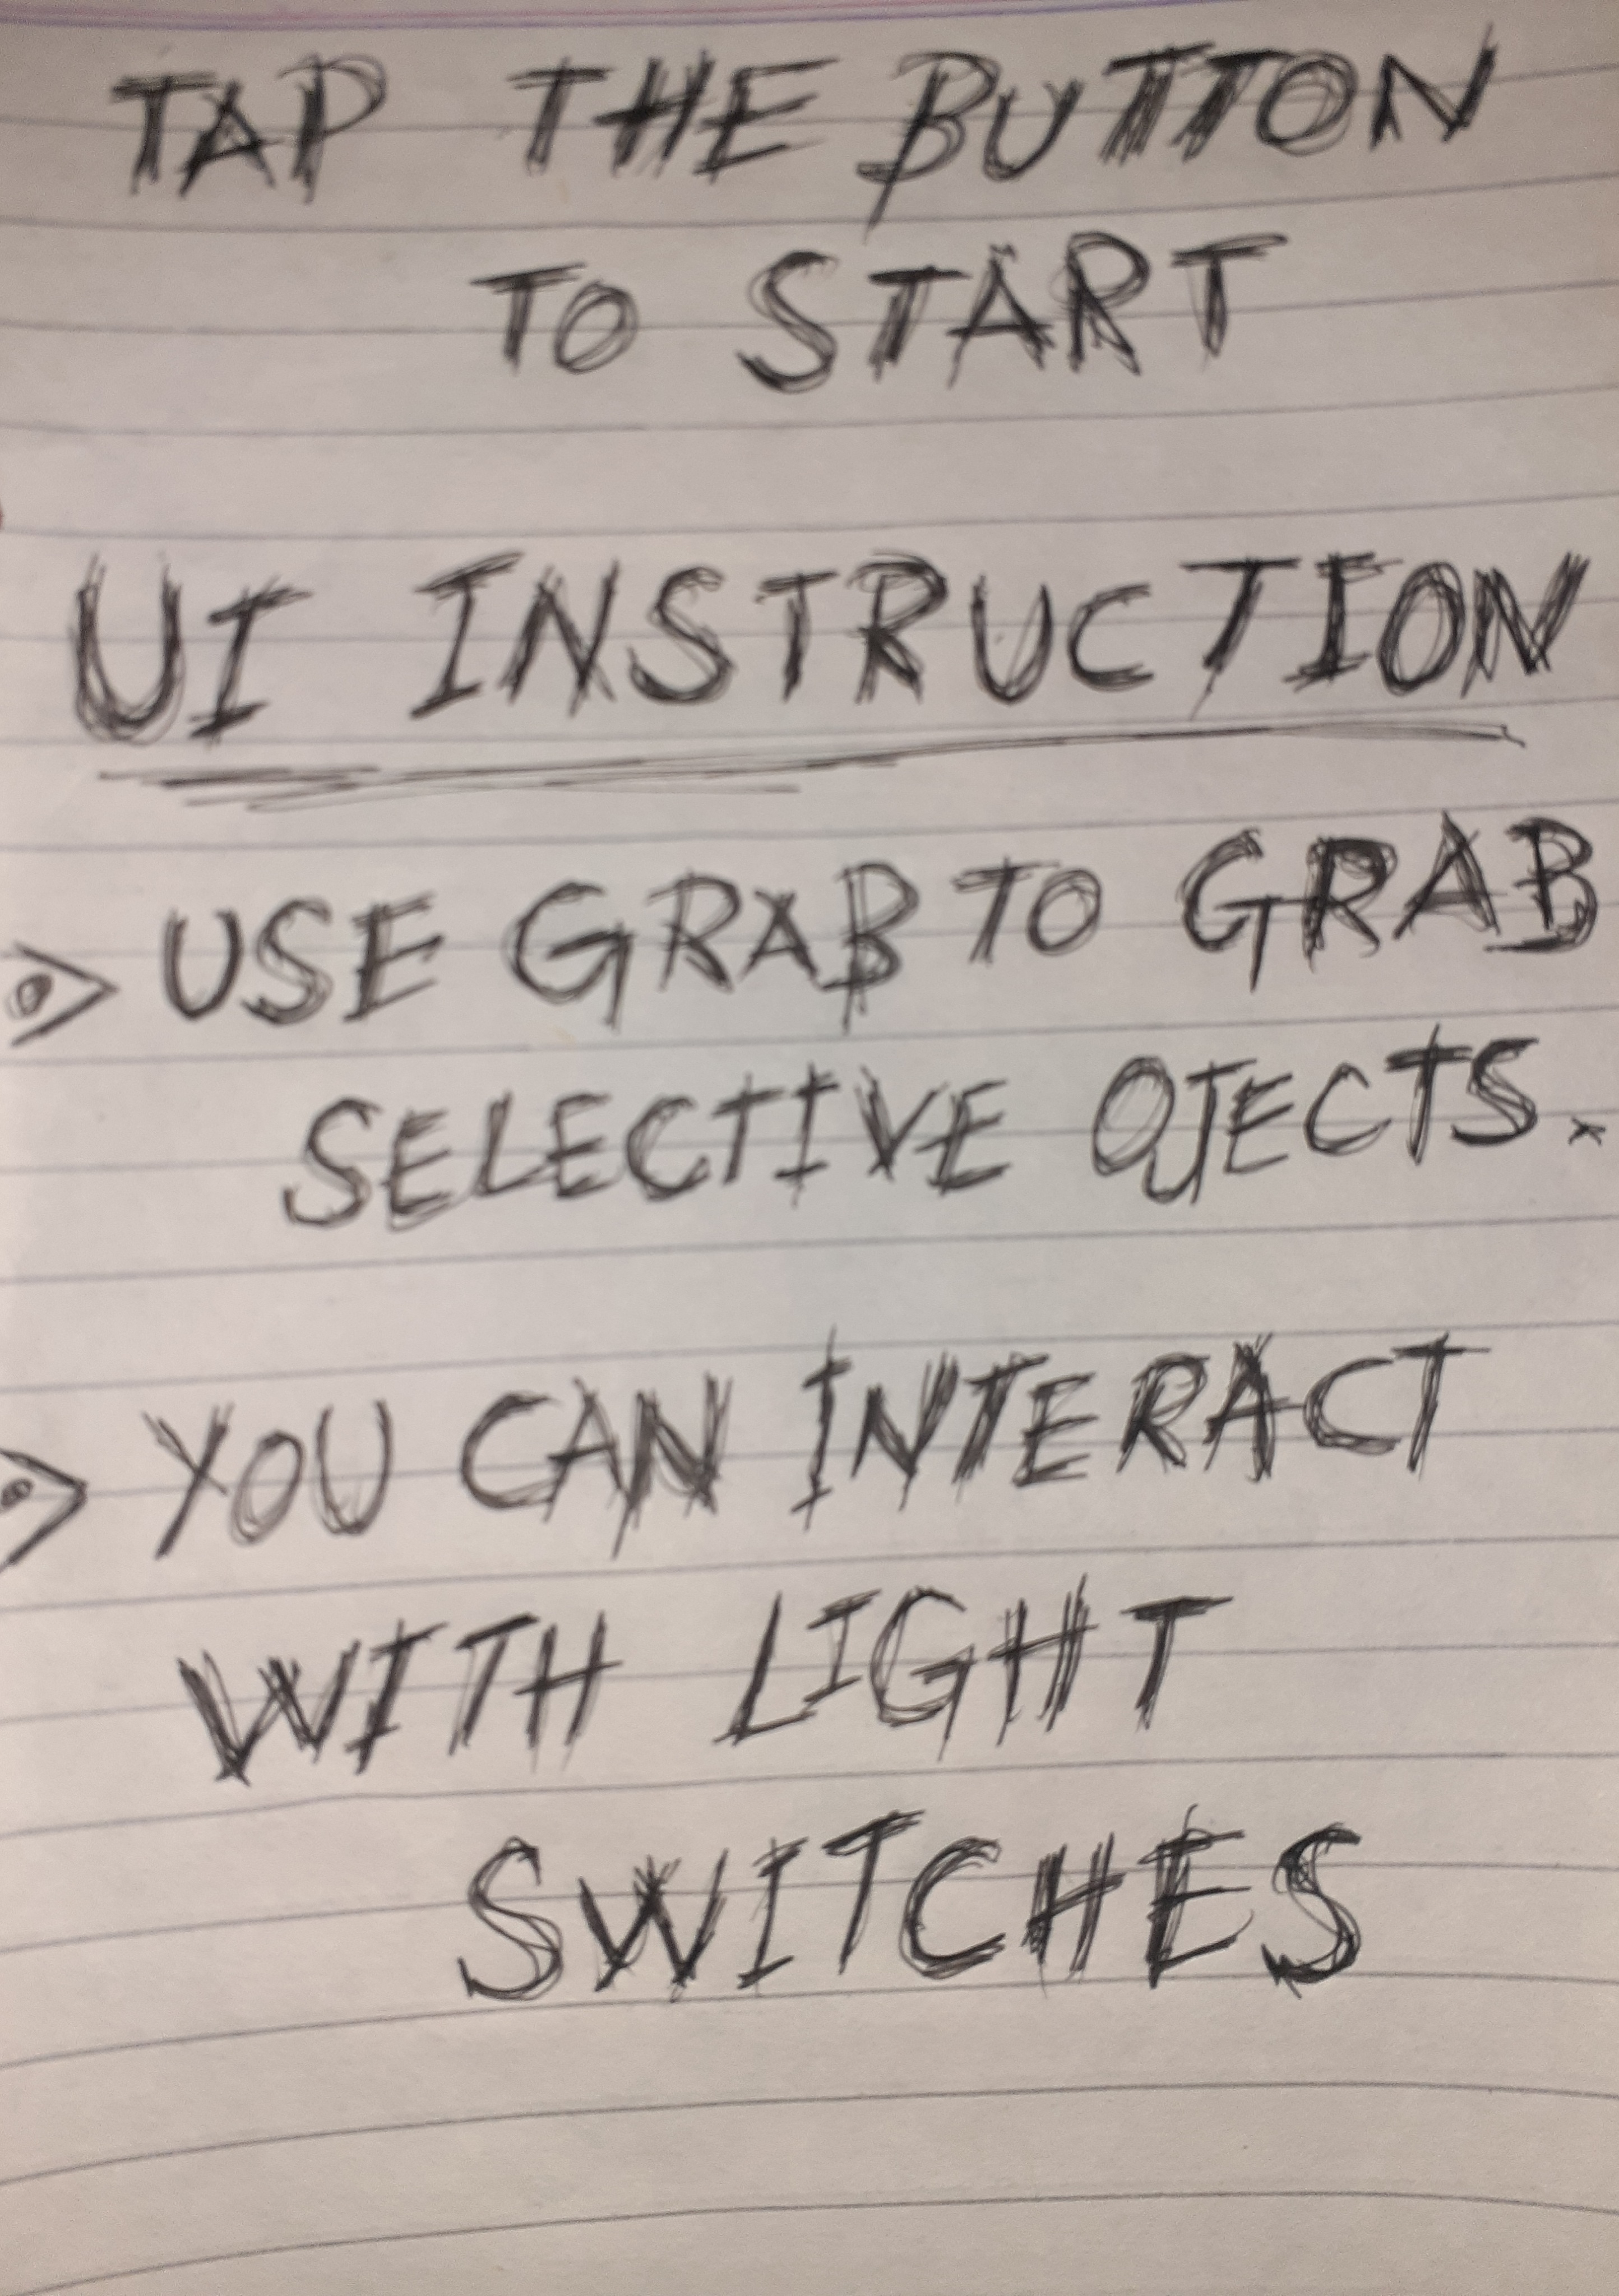 TAP THE BUTTON
TO START
UI INSTRUCTION
USE GRAB TO GRAB
SELECTIVE OJECTS.
YOU CAN INTERACT
WITH LIGHT
SWITCHES